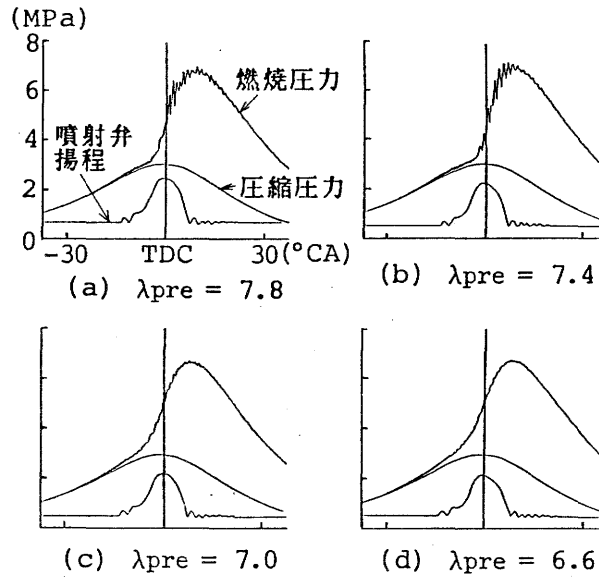 (MPa)
8
6
4
2
0
燃焼圧力
噴射弁
揚程
圧縮圧力
-30 TDC 30 (°CA)
(a) λpre = 7.8
(b) λpre = 7.4
(c) λpre = 7.0
(d) λpre = 6.6